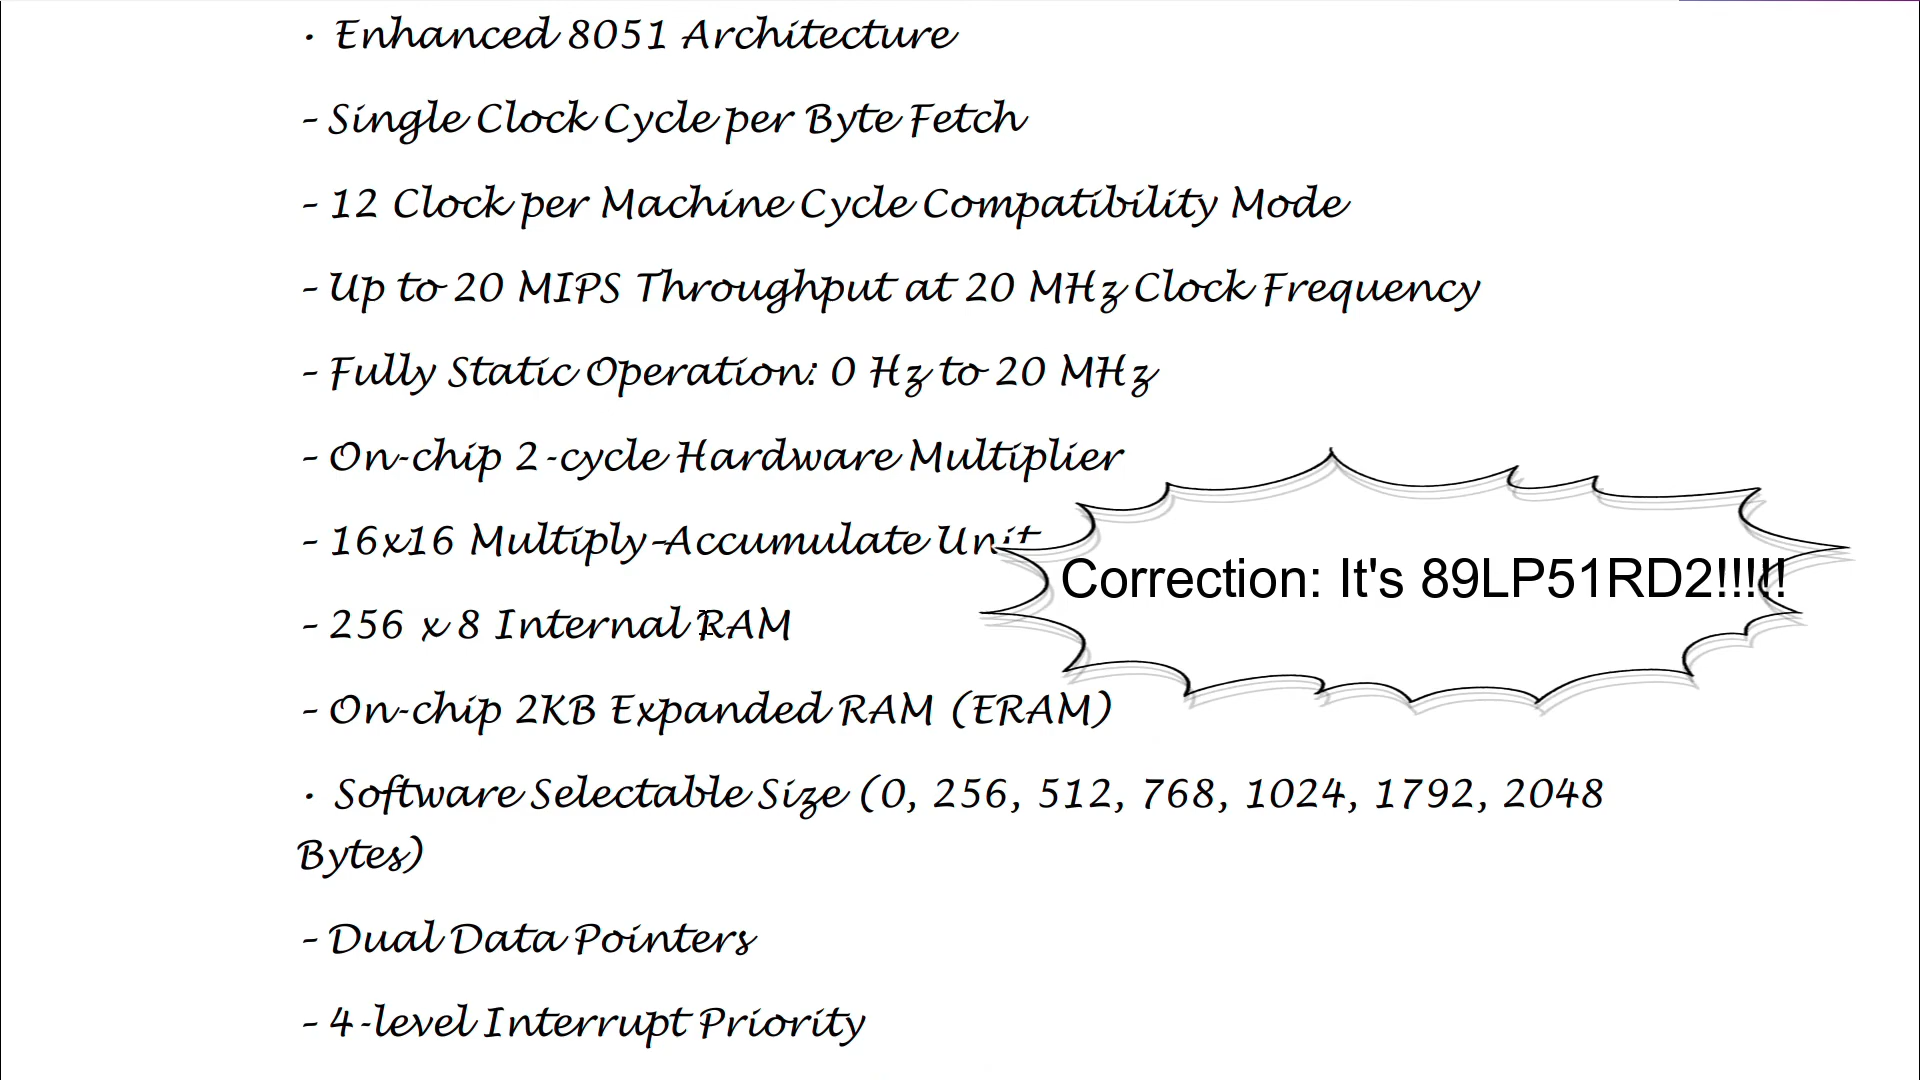 • Enhanced 8051 Architecture
– Single Clock Cycle per Byte Fetch
– 12 Clock per Machine Cycle Compatibility Mode
– Up to 20 MIPS Throughput at 20 MHz Clock Frequency
– Fully Static Operation: 0 Hz to 20 MHz
– On-chip 2-cycle Hardware Multiplier
– 16x16 Multiply–Accumulate Unit
Correction: It's 89LP51RD2!!!!!
– 256 x 8 Internal RAM
– On-chip 2KB Expanded RAM (ERAM)
• Software Selectable Size (0, 256, 512, 768, 1024, 1792, 2048
Bytes)
– Dual Data Pointers
– 4-level Interrupt Priority